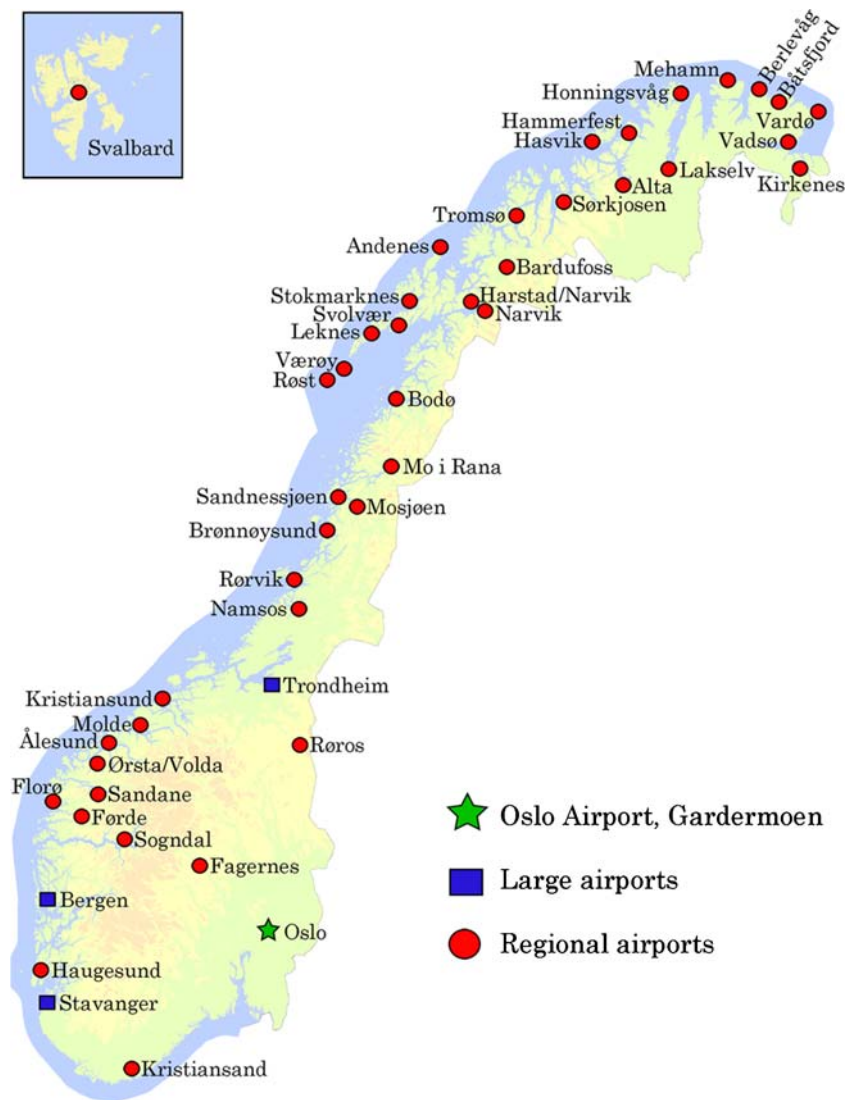 Svalbard
Mehamn
Berlevåg
Båtsfjord
Honningsvåg
Vardø
Hammerfest
Hasvik
Vadsø
Lakselv
Kirkenes
Alta
Sørkjosen
Tromsø
Andenes
Bardufoss
Stokmarknes
Harstad/Narvik
Svolvær
Narvik
Leknes
Værøy
Røst
Bodø
Mo i Rana
Sandnessjøen
Mosjøen
Brønnøysund
Rørvik
Namsos
Trondheim
Kristiansund
Molde
Ålesund
Røros
Ørsta/Volda
Florø
Sandane
Førde
Sogndal
Fagernes
Bergen
Oslo
Haugesund
Stavanger
Kristiansand
Oslo Airport, Gardermoen
Large airports
Regional airports